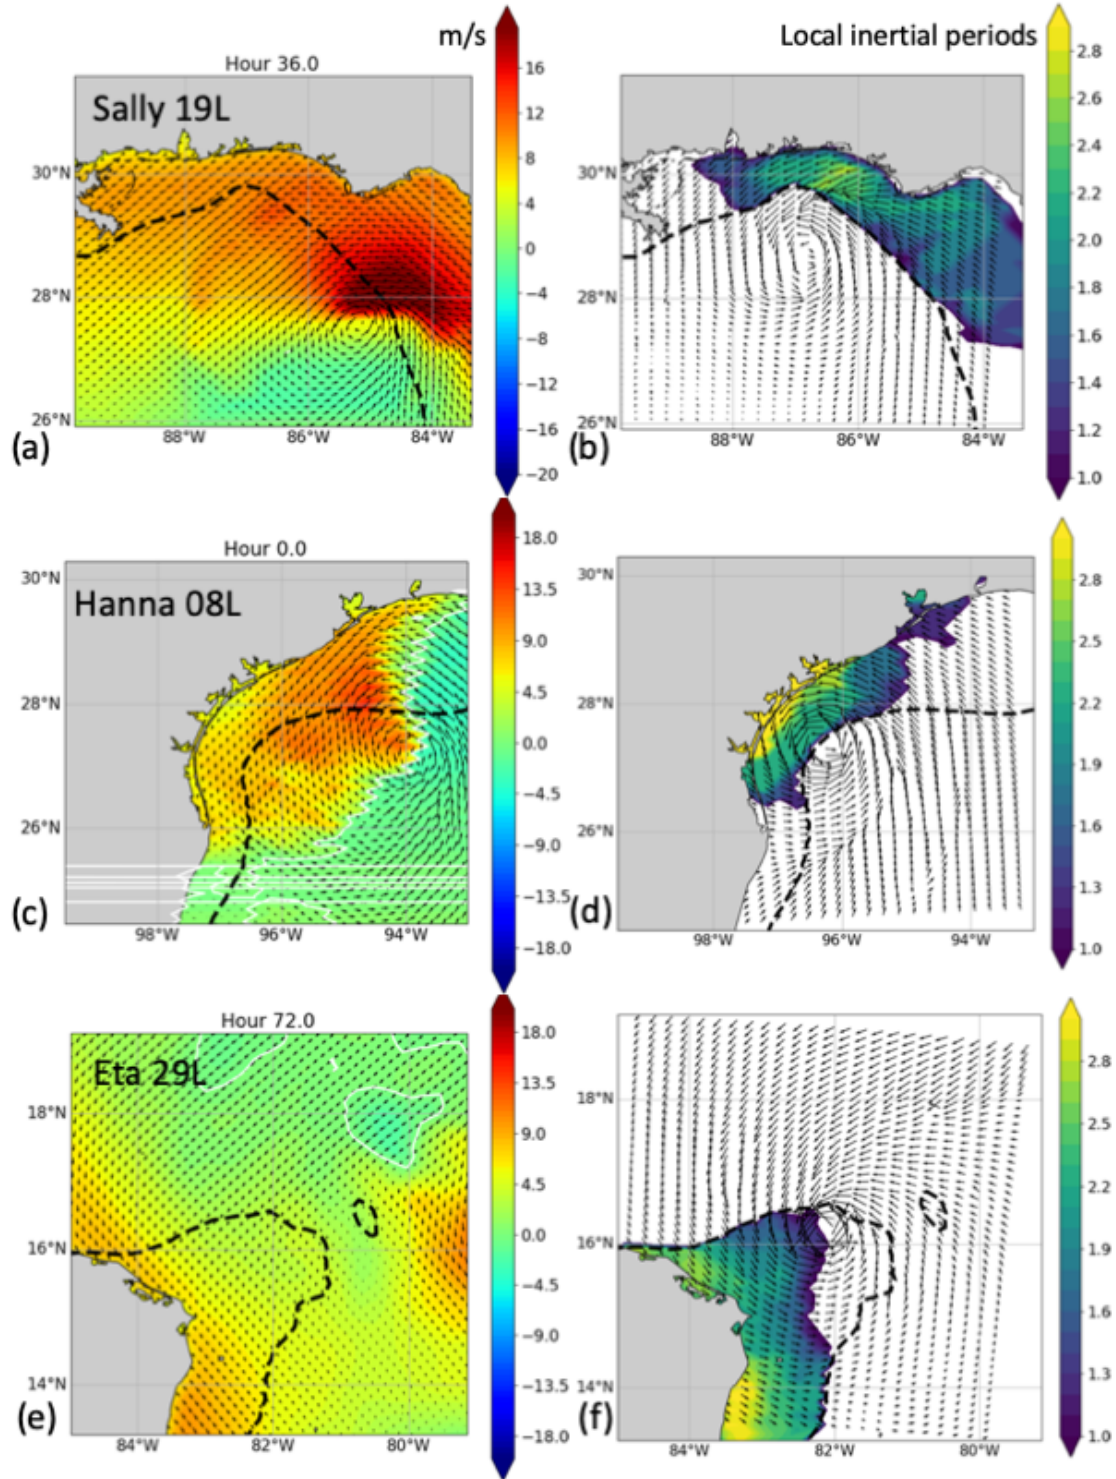 m/s
Local inertial periods
Hour 36.0
Sally 19L
30°N
28°N
26°N
88°W 86°W 84°W
(a)
16
12
8
4
0
−4
−8
−12
−16
−20
30°N
28°N
26°N
88°W 86°W 84°W
(b)
2.8
2.6
2.4
2.2
2.0
1.8
1.6
1.4
1.2
1.0
Hour 0.0
Hanna 08L
30°N
28°N
26°N
98°W 96°W 94°W
(c)
18.0
13.5
9.0
4.5
0.0
−4.5
−9.0
−13.5
−18.0
30°N
28°N
26°N
98°W 96°W 94°W
(d)
2.8
2.5
2.2
1.9
1.6
1.3
1.0
Hour 72.0
Eta 29L
18°N
16°N
14°N
84°W 82°W 80°W
(e)
18.0
13.5
9.0
4.5
0.0
−4.5
−9.0
−13.5
−18.0
18°N
16°N
14°N
84°W 82°W 80°W
(f)
2.8
2.5
2.2
1.9
1.6
1.3
1.0